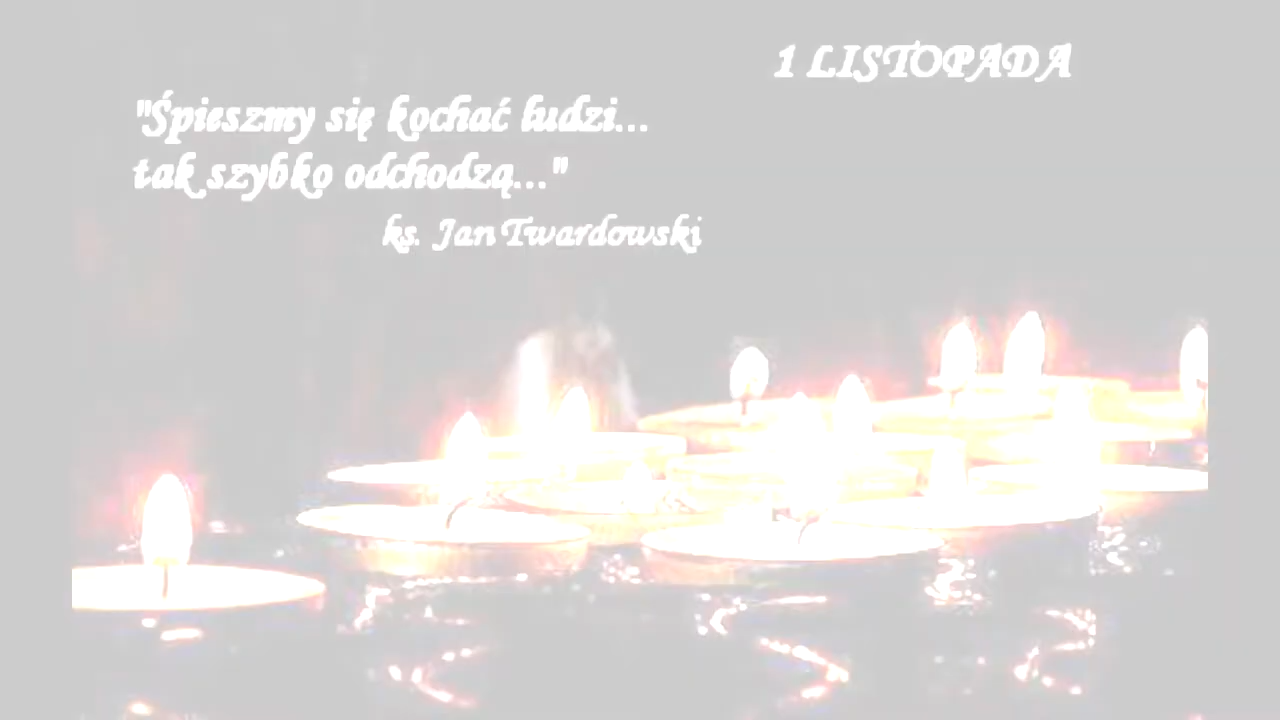 1 LISTOPADA
"Śpieszmy się kochać ludzi...
tak szybko odchodzą..."
ks. Jan Twardowski